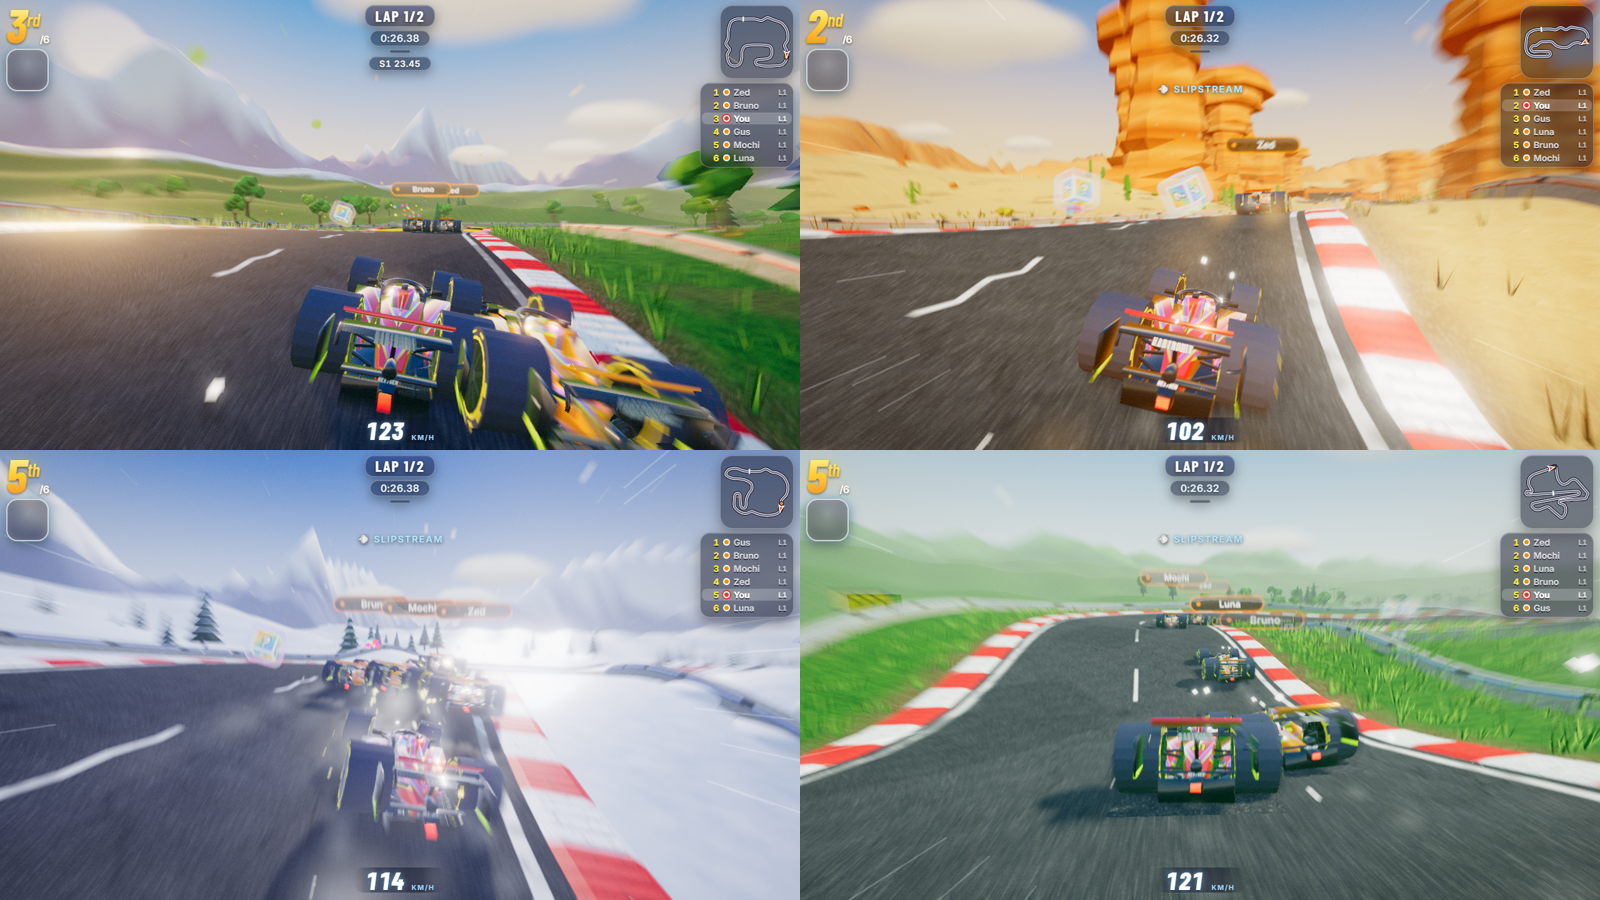 3rd
/6
LAP 1/2
0:26.38
S1 23.45
1 Zed L1
2 Bruno L1
3 You L1
4 Gus L1
5 Mochi L1
6 Luna L1
Bruno
123 KM/H
2nd
/6
LAP 1/2
0:26.32
SLIPSTREAM
1 Zed L1
2 You L1
3 Gus L1
4 Luna L1
5 Bruno L1
6 Mochi L1
Zed
102 KM/H
5th
/6
LAP 1/2
0:26.38
SLIPSTREAM
1 Gus L1
2 Bruno L1
3 Mochi L1
4 Zed L1
5 You L1
6 Luna L1
Brun Mochi Zed
114 KM/H
5th
/6
LAP 1/2
0:26.32
SLIPSTREAM
1 Zed L1
2 Mochi L1
3 Luna L1
4 Bruno L1
5 You L1
6 Gus L1
Mochi
Luna
Bruno
121 KM/H